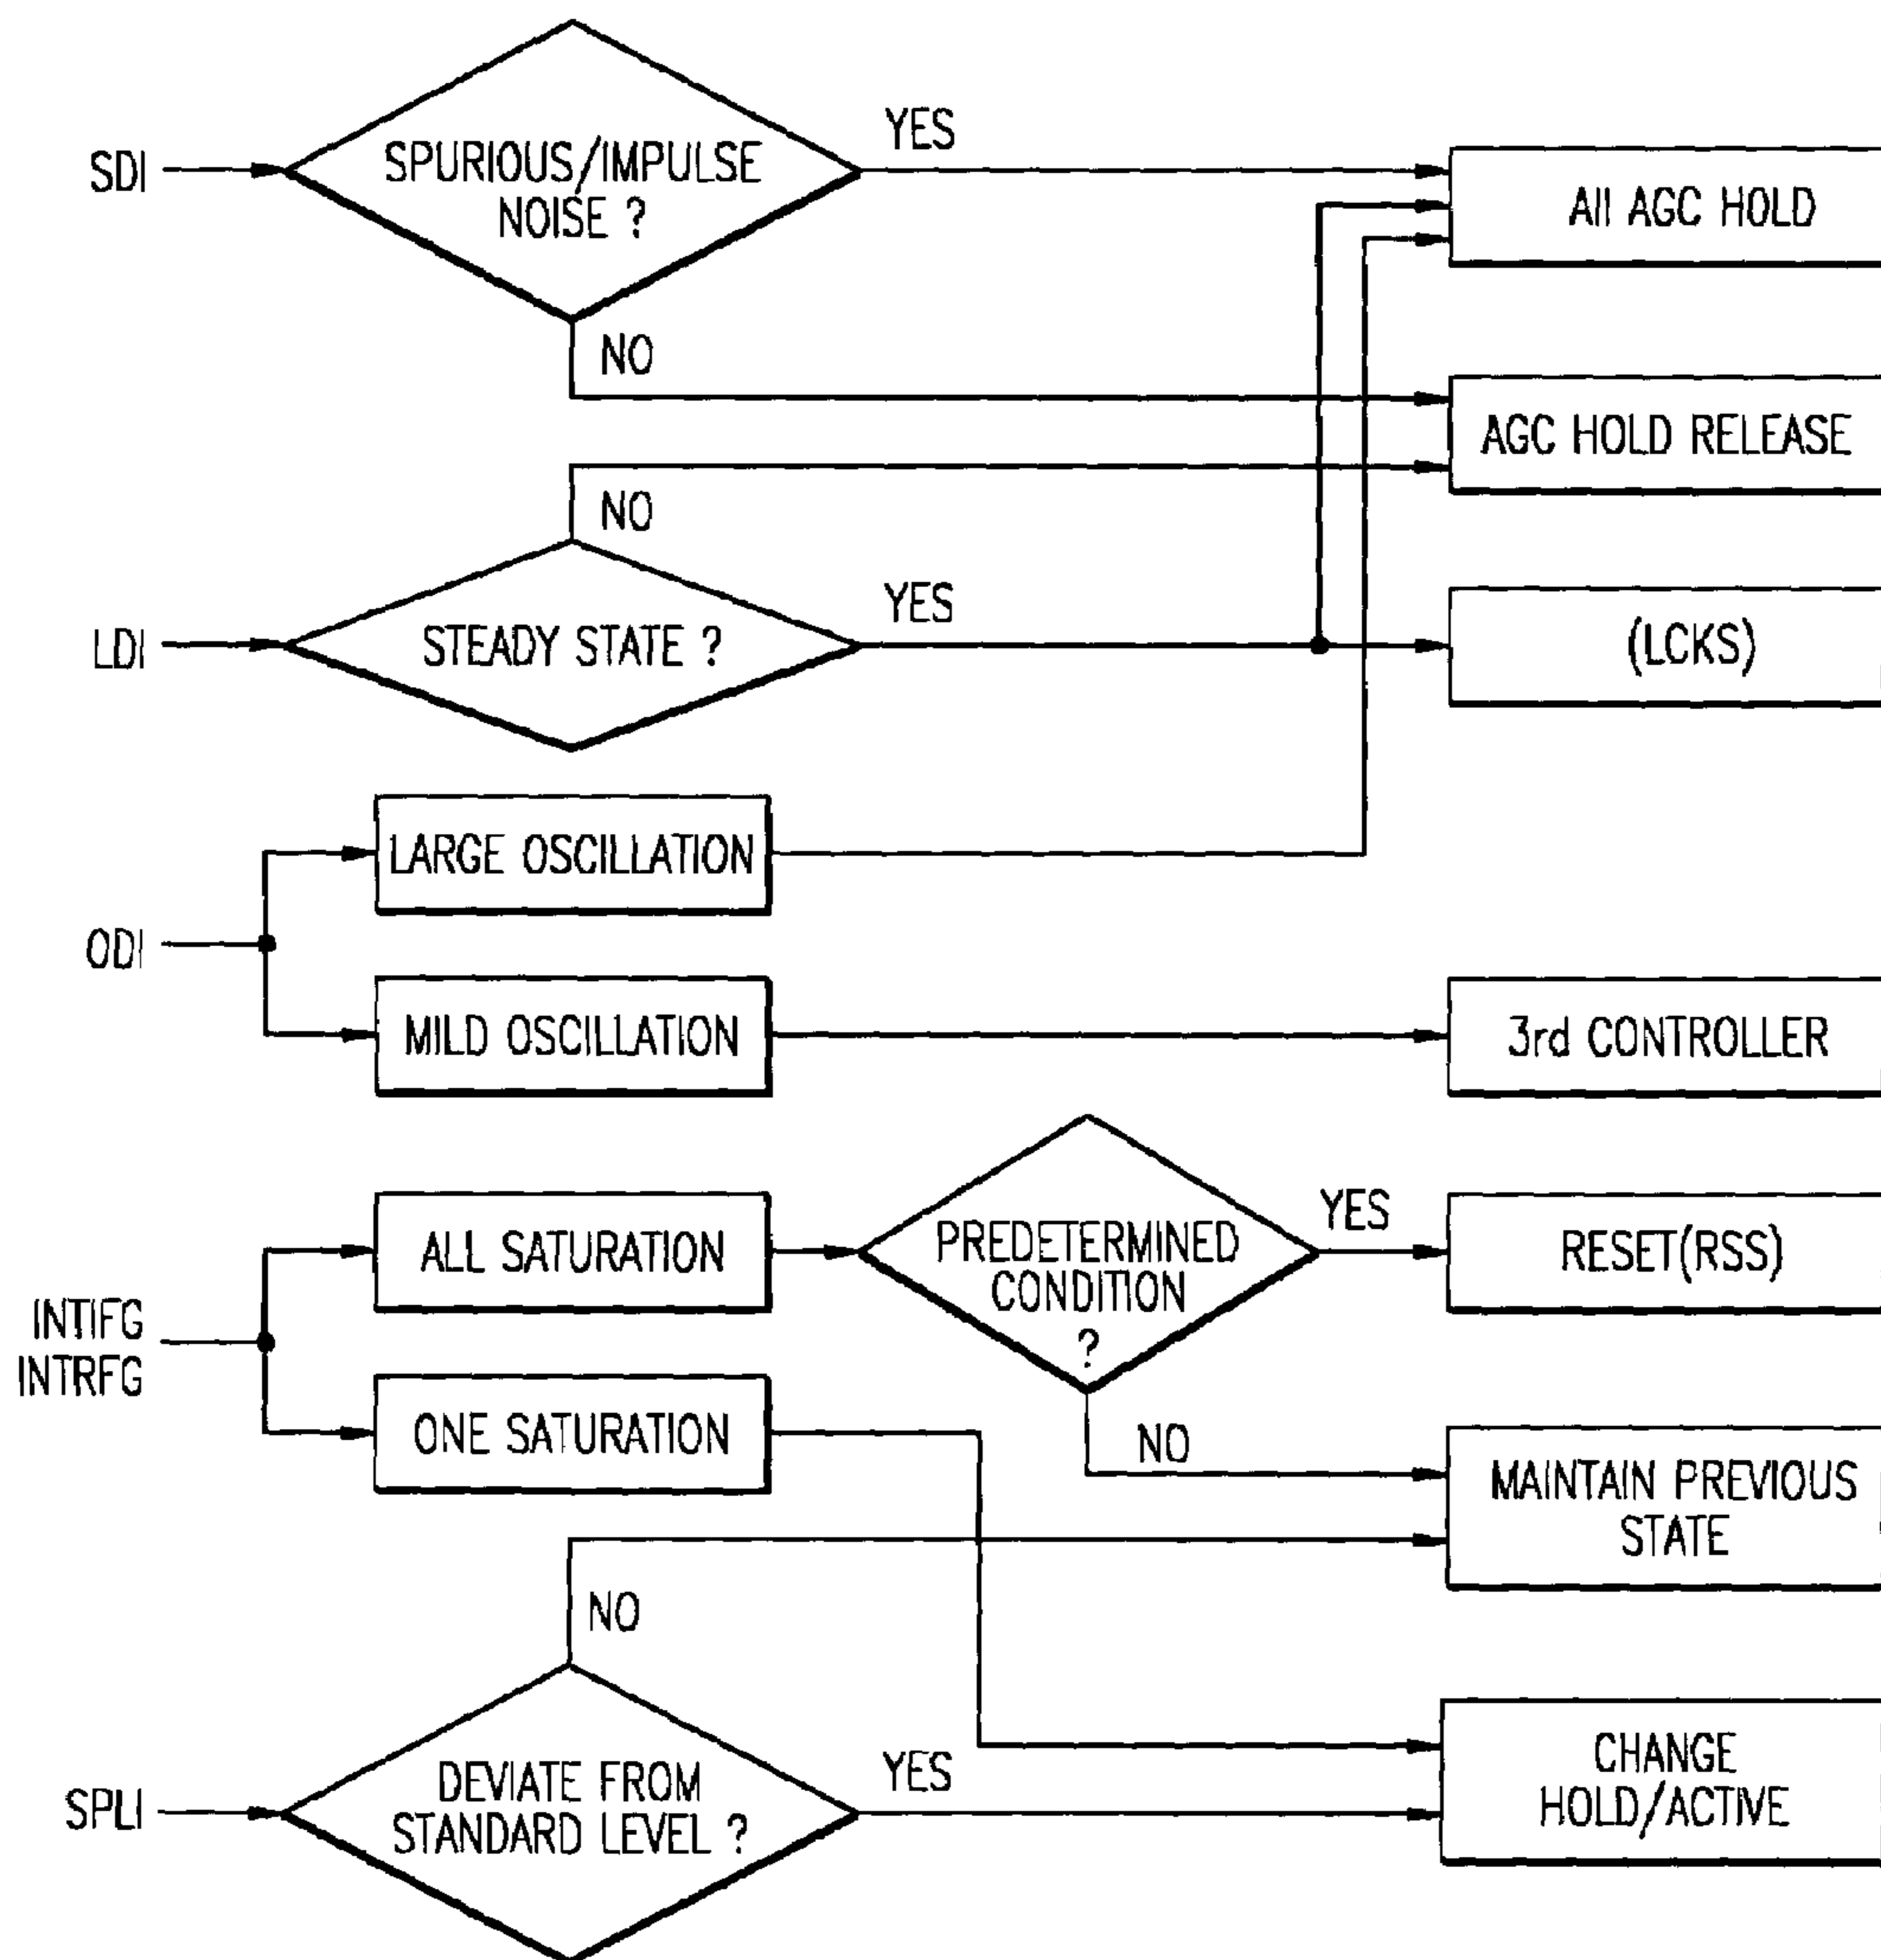 SDI
SPURIOUS/IMPULSE
NOISE ?
YES
All AGC HOLD
NO
AGC HOLD RELEASE
NO
LDI
STEADY STATE ?
YES
(LCKS)
LARGE OSCILLATION
ODI
MILD OSCILLATION
3rd CONTROLLER
ALL SATURATION
PREDETERMINED
CONDITION
?
YES
RESET(RSS)
INTIFG
INTRFG
ONE SATURATION
NO
MAINTAIN PREVIOUS
STATE
NO
SPLI
DEVIATE FROM
STANDARD LEVEL ?
YES
CHANGE
HOLD/ACTIVE